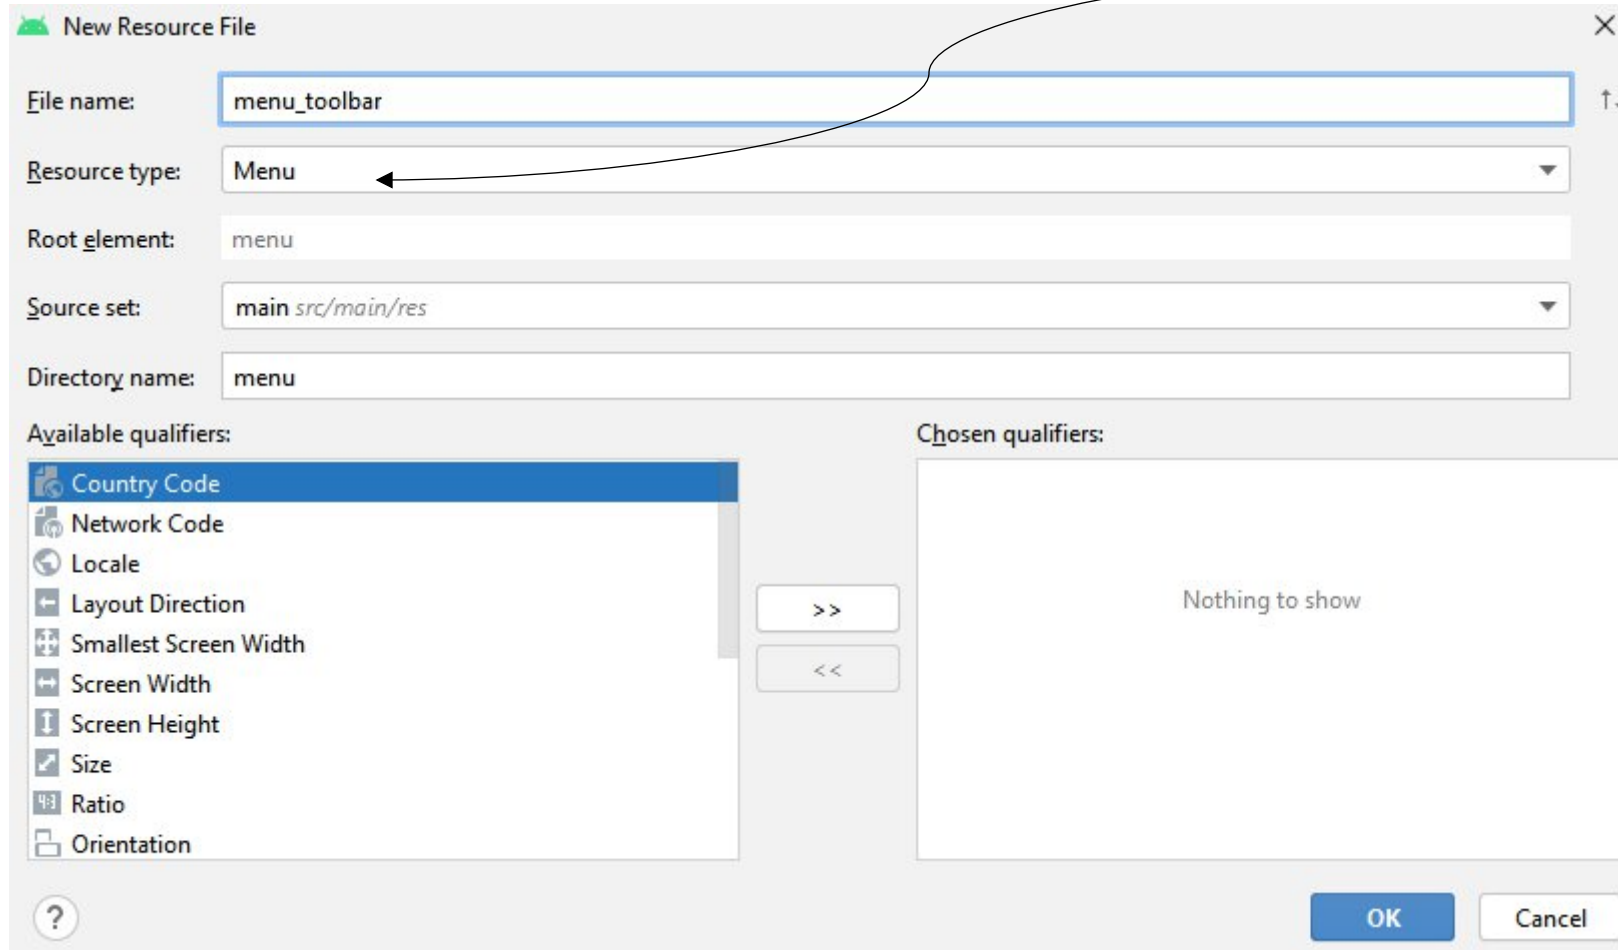 New Resource File
File name: menu_toolbar
Resource type: Menu
Root element: menu
Source set: main src/main/res
Directory name: menu
Available qualifiers:
Country Code
Network Code
Locale
Layout Direction
Smallest Screen Width
Screen Width
Screen Height
Size
4:3 Ratio
Orientation
>>
<<
Chosen qualifiers:
Nothing to show
?
OK
Cancel